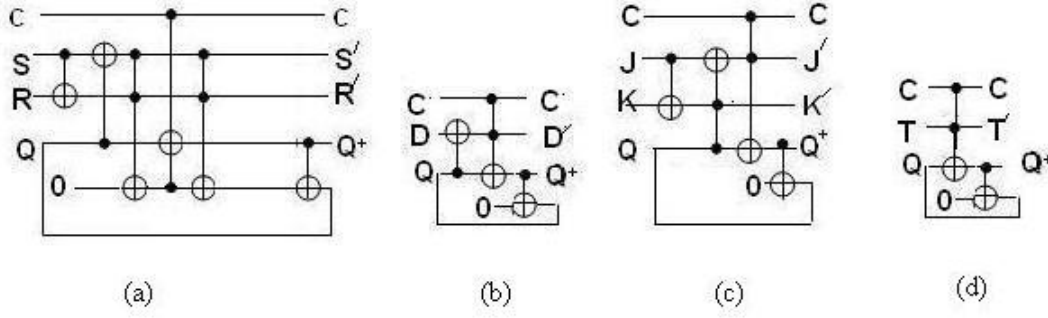 C C
S S′
R R′
Q Q⁺
0
(a)
C C
D D′
Q Q⁺
0
(b)
C C
J J′
K K′
Q Q⁺
0
(c)
C C
T T′
Q Q⁺
0
(d)